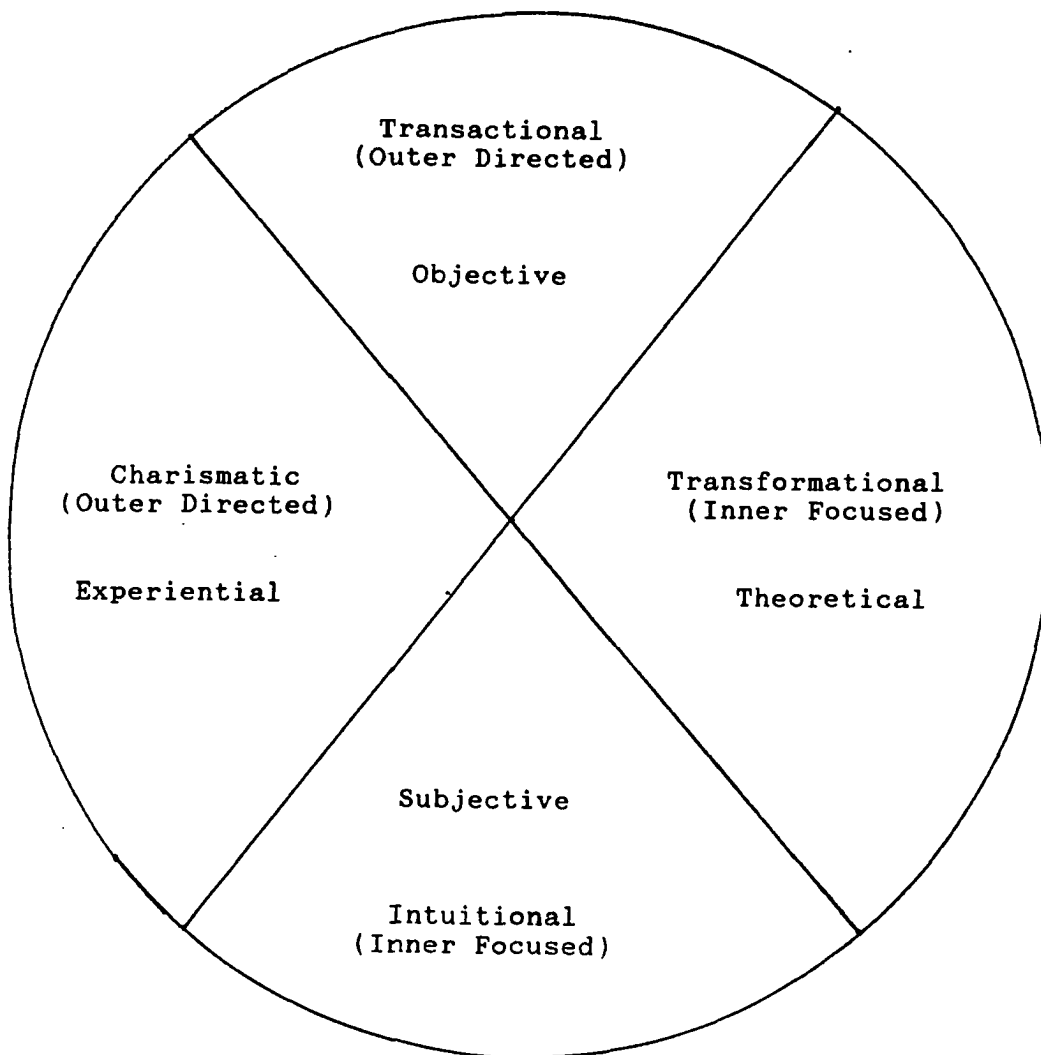 Transactional
(Outer Directed)
Objective
Charismatic
(Outer Directed)
Experiential
Transformational
(Inner Focused)
Theoretical
Subjective
Intuitional
(Inner Focused)